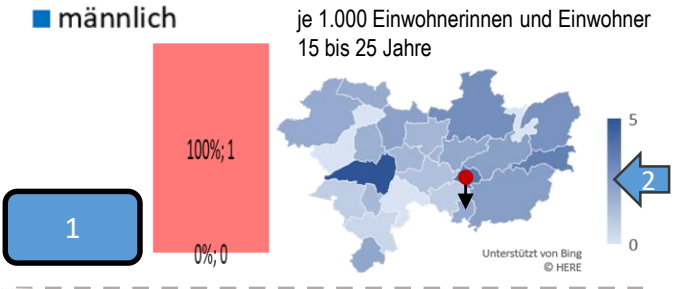 männlich
je 1.000 Einwohnerinnen und Einwohner
15 bis 25 Jahre
100%; 1
0%; 0
1
5
2
0
Unterstützt von Bing
© HERE